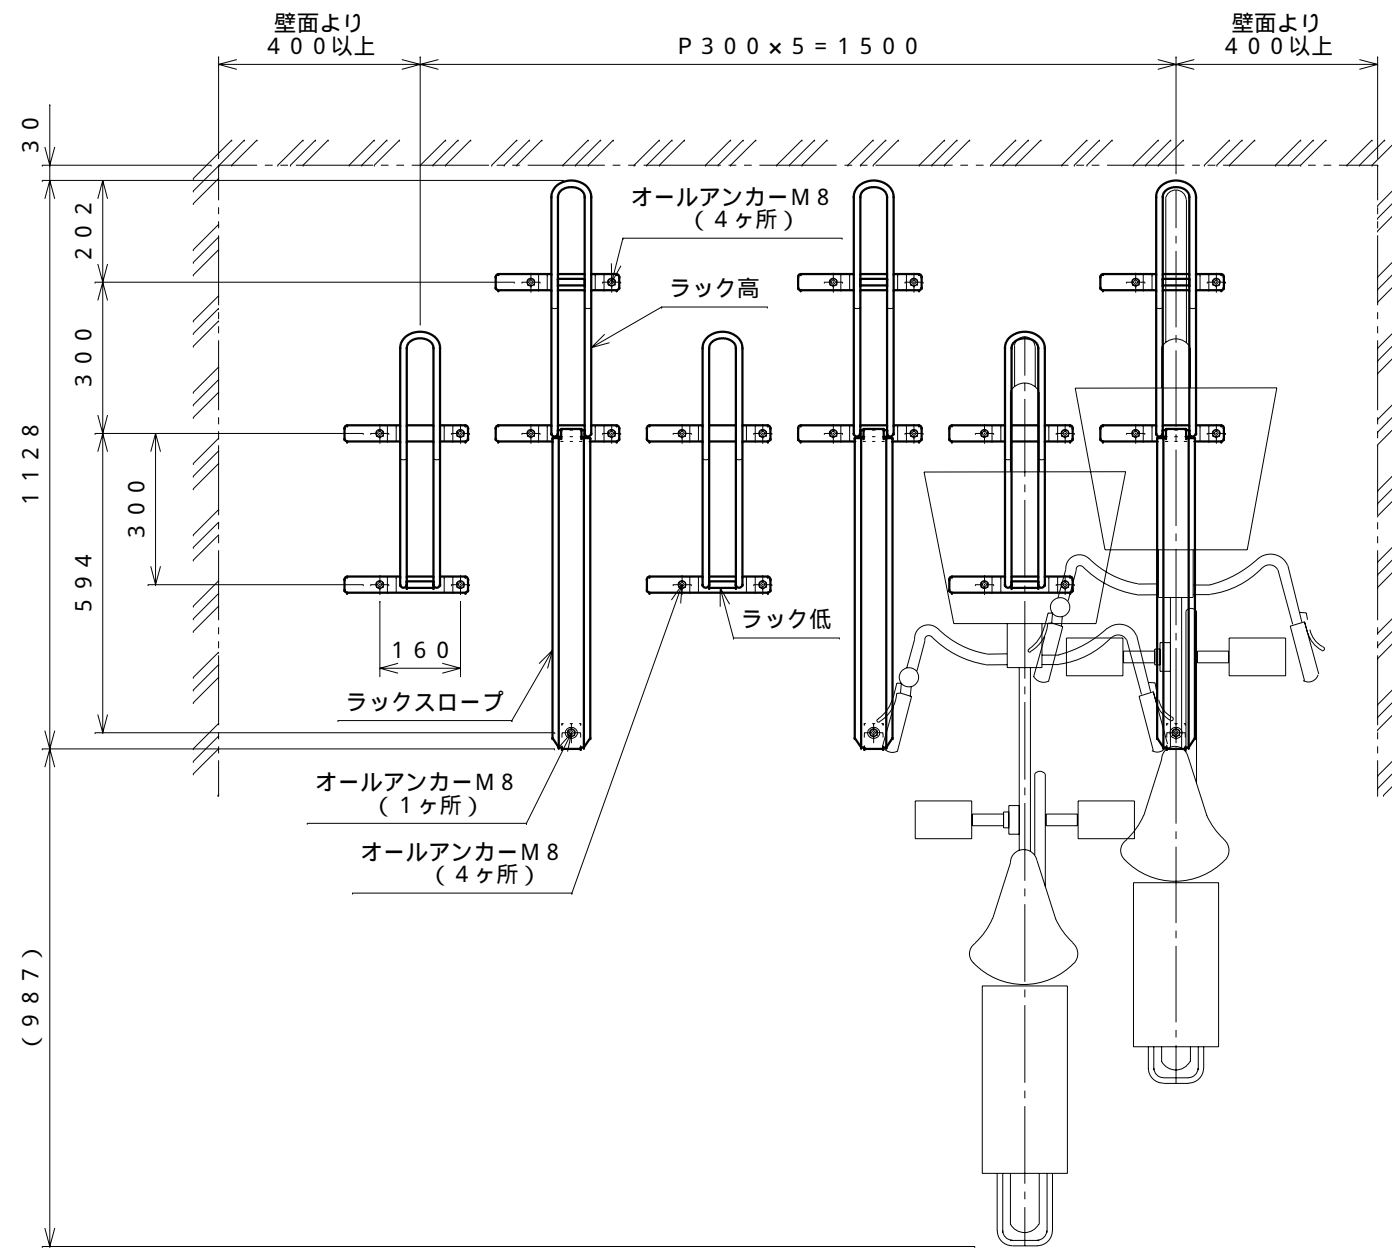 壁面より
400以上
P300×5=1500
壁面より
400以上
30
202
300
1128
300
594
160
オールアンカーM8
(4ヶ所)
ラック高
ラック低
ラックスロープ
オールアンカーM8
(1ヶ所)
オールアンカーM8
(4ヶ所)
(987)